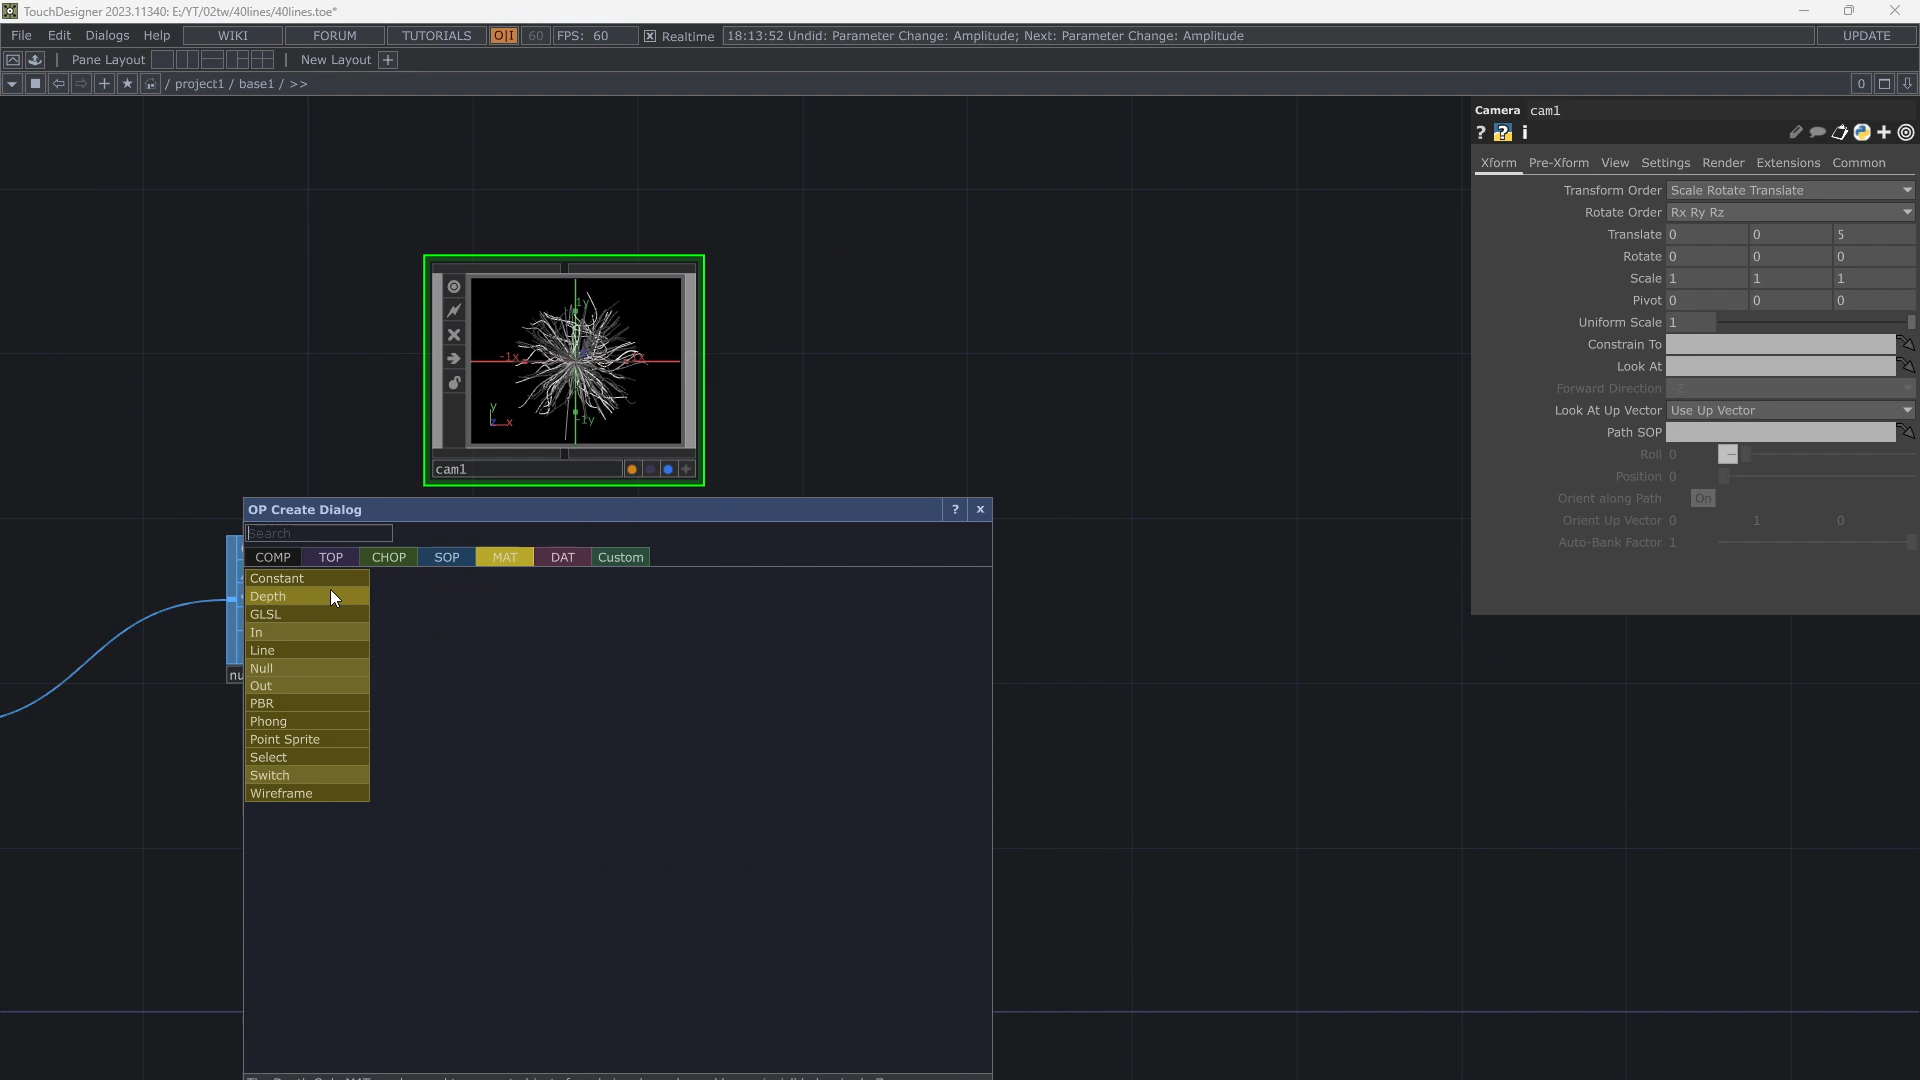 TouchDesigner 2023.11340: E:/YT/02tw/40lines/40lines.toe*
File Edit Dialogs Help WIKI FORUM TUTORIALS O|I 60 FPS: 60 Realtime 18:13:52 Undid: Parameter Change: Amplitude; Next: Parameter Change: Amplitude UPDATE
Pane Layout New Layout +
/ project1 / base1 / >> 0
Camera cam1
? ? i
Xform Pre-Xform View Settings Render Extensions Common
Transform Order Scale Rotate Translate
Rotate Order Rx Ry Rz
Translate 0 0 5
Rotate 0 0 0
Scale 1 1 1
Pivot 0 0 0
Uniform Scale 1
Constrain To
Look At
Forward Direction -Z
Look At Up Vector Use Up Vector
Path SOP
Roll 0
Position 0
Orient along Path On
Orient Up Vector 0 1 0
Auto-Bank Factor 1
1y
-1x 1x
-1y
y
z x
cam1
OP Create Dialog ? x
Search
COMP TOP CHOP SOP MAT DAT Custom
Constant
Depth
GLSL
In
Line
Null
Out
PBR
Phong
Point Sprite
Select
Switch
Wireframe
nu